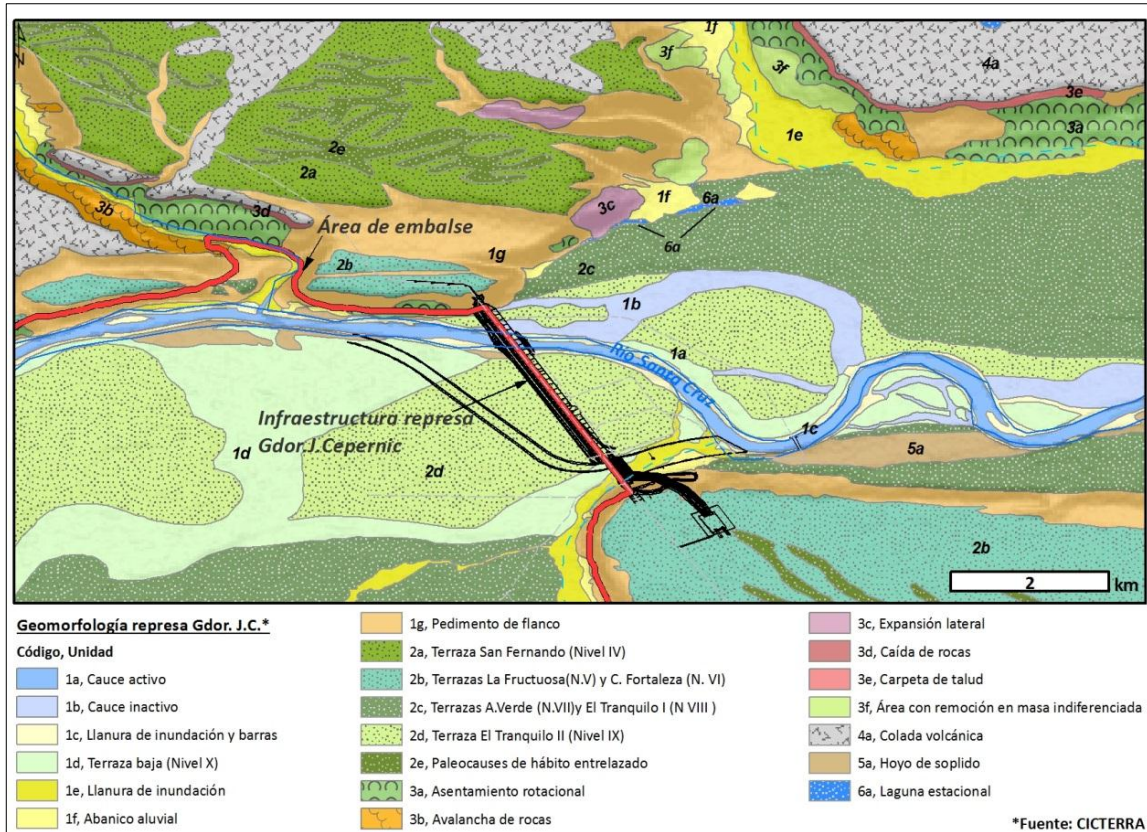 1f
3f
3f
4a
3e
1e
3a
2e
2a
3b
3d
3c
1f
6a
6a
Área de embalse
2b
1g
2c
1b
1a
Río Santa Cruz
Infraestructura represa
Gdor.J.Cepernic
1c
1d
2d
5a
2b
2 km
Geomorfología represa Gdor. J.C.*
Código, Unidad
1a, Cauce activo
1b, Cauce inactivo
1c, Llanura de inundación y barras
1d, Terraza baja (Nivel X)
1e, Llanura de inundación
1f, Abanico aluvial
1g, Pedimento de flanco
2a, Terraza San Fernando (Nivel IV)
2b, Terrazas La Fructuosa(N.V) y C. Fortaleza (N. VI)
2c, Terrazas A.Verde (N.VII)y El Tranquilo I (N VIII )
2d, Terraza El Tranquilo II (Nivel IX)
2e, Paleocauses de hábito entrelazado
3a, Asentamiento rotacional
3b, Avalancha de rocas
3c, Expansión lateral
3d, Caída de rocas
3e, Carpeta de talud
3f, Área con remoción en masa indiferenciada
4a, Colada volcánica
5a, Hoyo de soplido
6a, Laguna estacional
*Fuente: CICTERRA